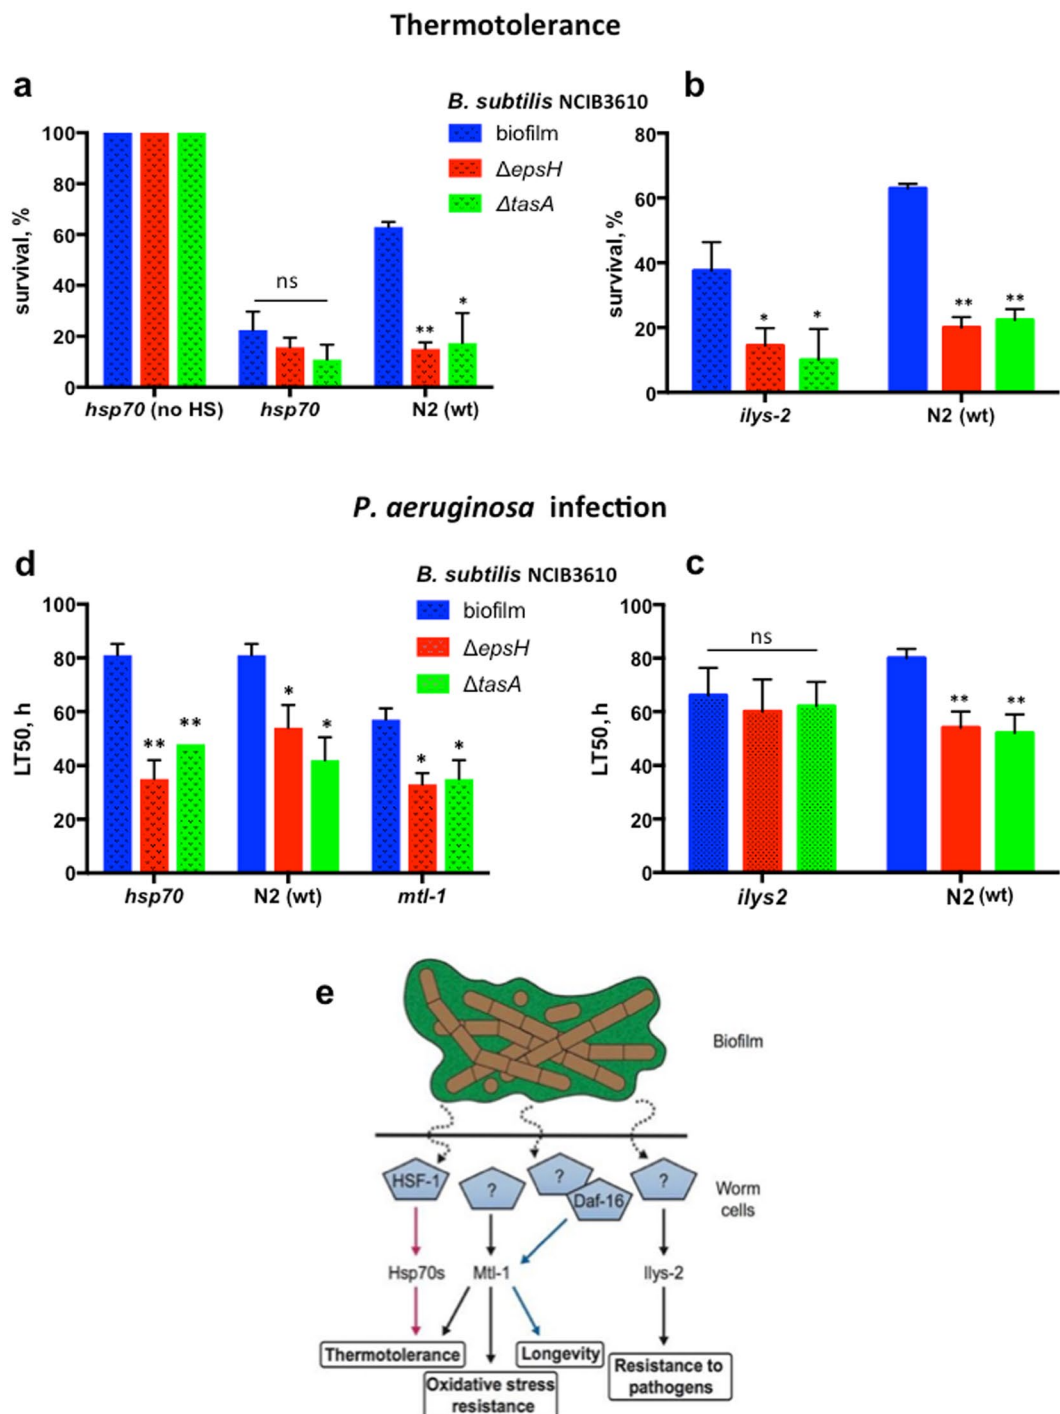 Thermotolerance
a
B. subtilis NCIB3610
biofilm
ΔepsH
ΔtasA
survival, %
100
80
60
40
20
0
ns
**
*
hsp70 (no HS)
hsp70
N2 (wt)
b
survival, %
80
60
40
20
0
*
*
**
**
ilys-2
N2 (wt)
P. aeruginosa infection
d
B. subtilis NCIB3610
biofilm
ΔepsH
ΔtasA
LT50, h
100
80
60
40
20
0
**
**
*
*
*
*
hsp70
N2 (wt)
mtl-1
c
LT50, h
100
80
60
40
20
0
ns
**
**
ilys2
N2 (wt)
e
Biofilm
HSF-1
?
?
Daf-16
?
Worm
cells
Hsp70s
Mtl-1
Ilys-2
Thermotolerance
Longevity
Oxidative stress
resistance
Resistance to
pathogens